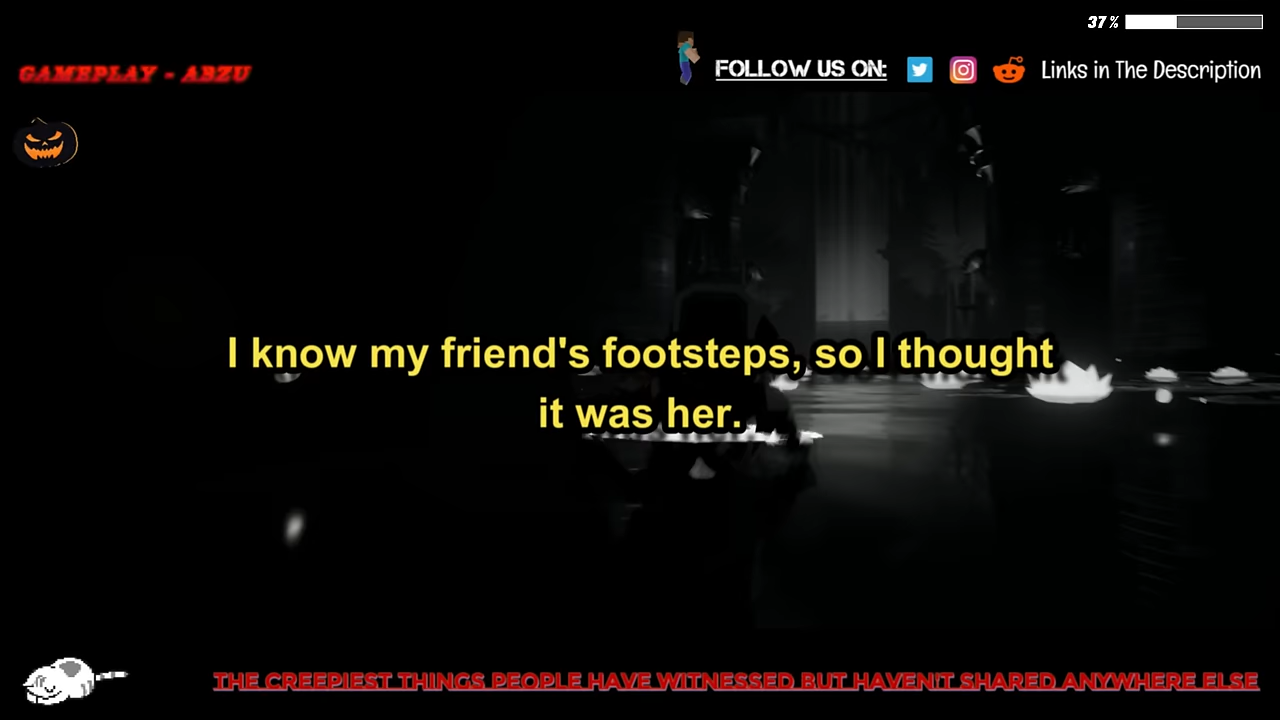 37 %
GAMEPLAY - ABZU
FOLLOW US ON:
Links in The Description
I know my friend's footsteps, so I thought
it was her.
THE CREEPIEST THINGS PEOPLE HAVE WITNESSED BUT HAVEN'T SHARED ANYWHERE ELSE